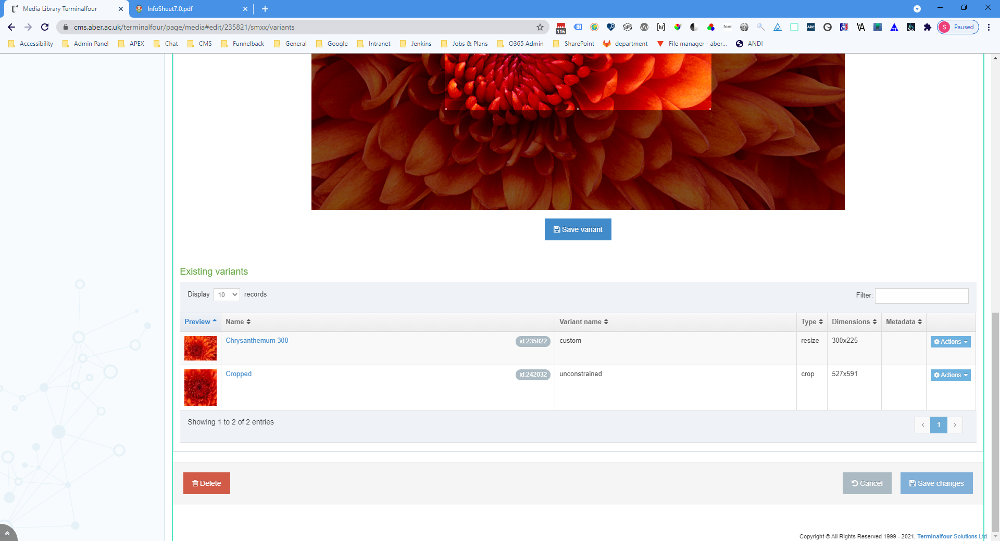 Media Library Terminalfour
InfoSheet7.0.pdf
cms.aber.ac.uk/terminalfour/page/media#edit/235821/smxx/variants
116
font
ARC
S Paused
Accessibility Admin Panel APEX Chat CMS Funnelback General Google Intranet Jenkins Jobs & Plans O365 Admin SharePoint department File manager - aber... ANDI
Save variant
Existing variants
Display 10 records
Filter:
Preview Name Variant name Type Dimensions Metadata
Chrysanthemum 300 id:235822 custom resize 300x225 Actions
Cropped id:242032 unconstrained crop 527x591 Actions
Showing 1 to 2 of 2 entries
1
Delete
Cancel
Save changes
Copyright © All Rights Reserved 1999 - 2021, Terminalfour Solutions Ltd.